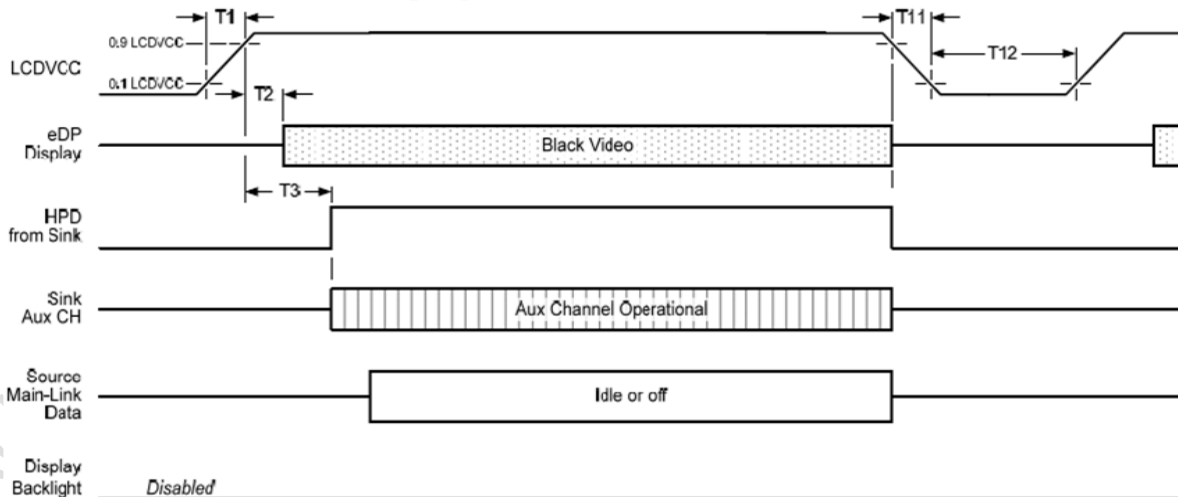 T1
T11
0.9 LCDVCC
LCDVCC
0.1 LCDVCC
T12
T2
eDP
Display
Black Video
T3
HPD
from Sink
Sink
Aux CH
Aux Channel Operational
Source
Main-Link
Data
Idle or off
Display
Backlight
Disabled